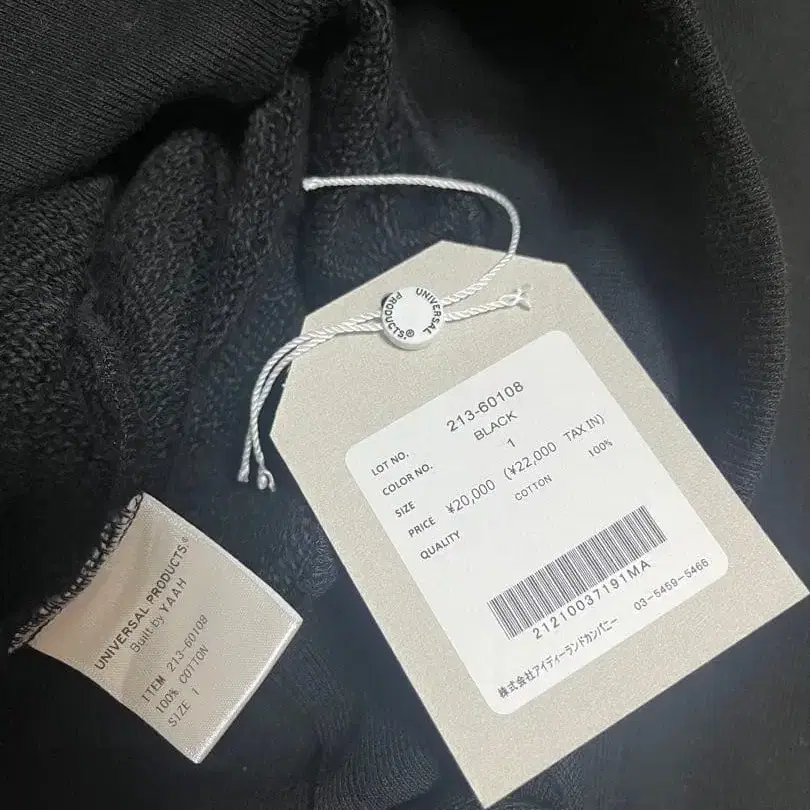 UNIVERSAL
PRODUCTS.®
LOT NO. 213-60108
COLOR NO. BLACK
SIZE 1
PRICE ¥20,000 (¥22,000 TAX IN)
QUALITY COTTON 100%
21210037191MA
株式会社アイディーランドカンパニー 03-5459-5466
UNIVERSAL PRODUCTS.®
Built-by YAAH
ITEM 213-60108
100% COTTON
SIZE 1